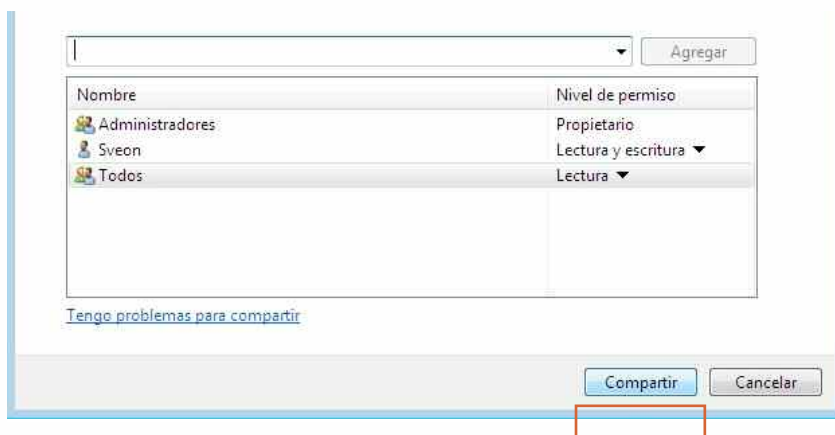 Agregar
Nombre Nivel de permiso
Administradores Propietario
Sveon Lectura y escritura
Todos Lectura
Tengo problemas para compartir
Compartir Cancelar